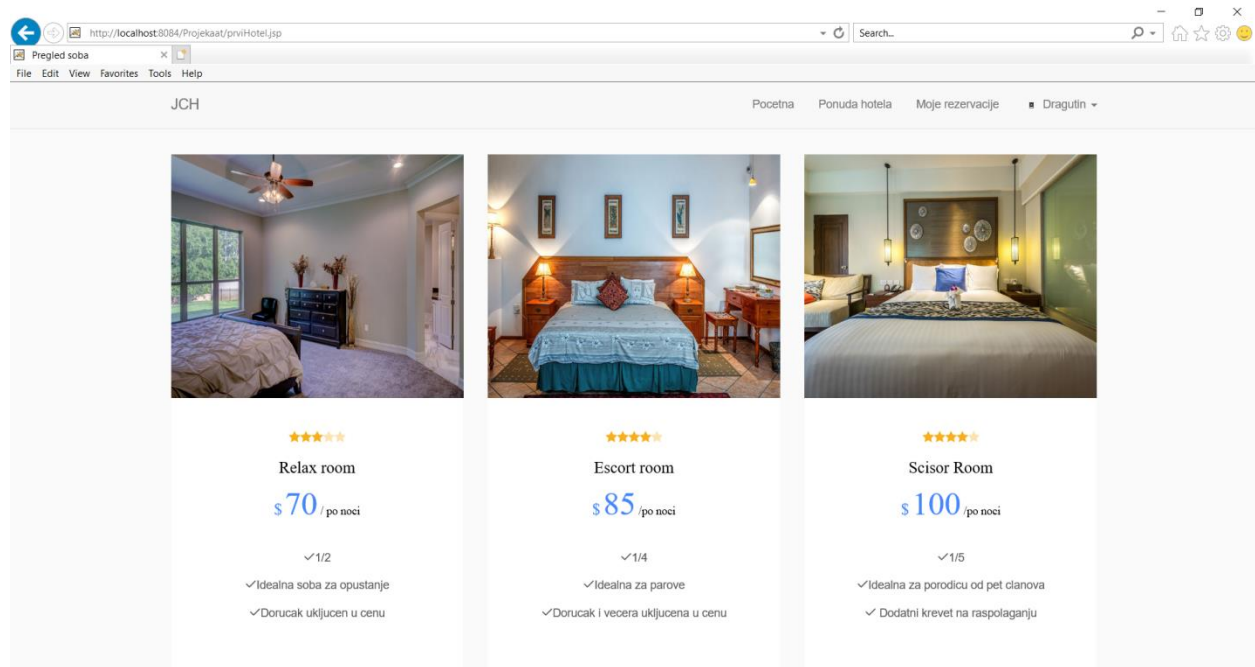 http://localhost:8084/Projekaat/prviHotel.jsp
Search...
Pregled soba
File Edit View Favorites Tools Help
JCH
Pocetna Ponuda hotela Moje rezervacije Dragutin
Relax room
$ 70 / po noci
1/2
Idealna soba za opustanje
Dorucak ukljucen u cenu
Escort room
$ 85 /po noci
1/4
Idealna za parove
Dorucak i vecera ukljucena u cenu
Scisor Room
$ 100 /po noci
1/5
Idealna za porodicu od pet clanova
Dodatni krevet na raspolaganju